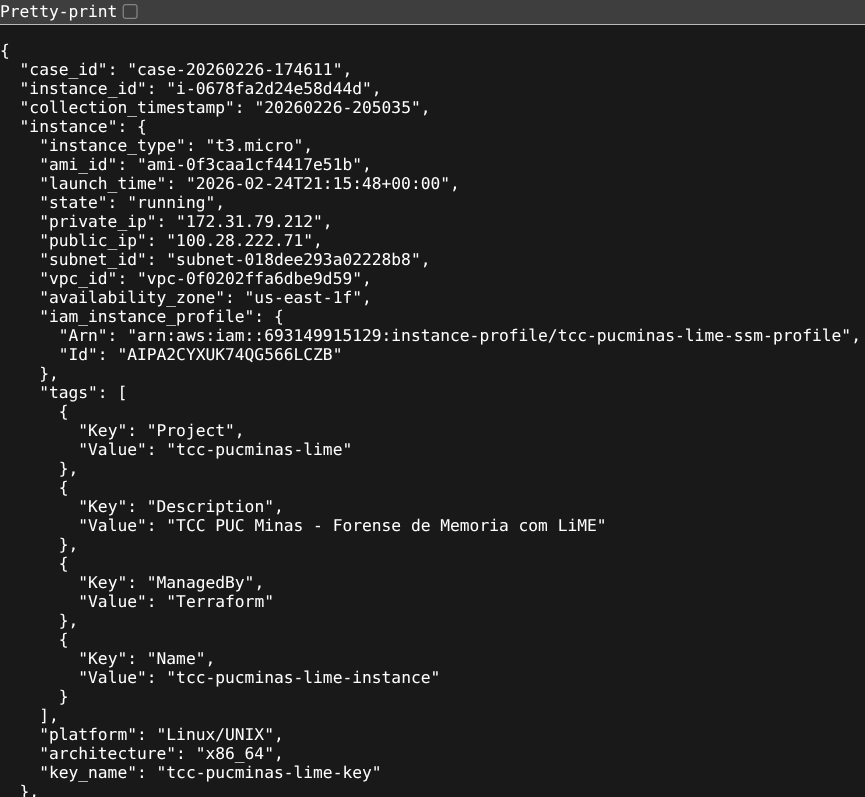 Pretty-print
{
"case_id": "case-20260226-174611",
"instance_id": "i-0678fa2d24e58d44d",
"collection_timestamp": "20260226-205035",
"instance": {
"instance_type": "t3.micro",
"ami_id": "ami-0f3caa1cf4417e51b",
"launch_time": "2026-02-24T21:15:48+00:00",
"state": "running",
"private_ip": "172.31.79.212",
"public_ip": "100.28.222.71",
"subnet_id": "subnet-018dee293a02228b8",
"vpc_id": "vpc-0f0202ffa6dbe9d59",
"availability_zone": "us-east-1f",
"iam_instance_profile": {
"Arn": "arn:aws:iam::693149915129:instance-profile/tcc-pucminas-lime-ssm-profile",
"Id": "AIPA2CYXUK74QG566LCZB"
},
"tags": [
{
"Key": "Project",
"Value": "tcc-pucminas-lime"
},
{
"Key": "Description",
"Value": "TCC PUC Minas - Forense de Memoria com LiME"
},
{
"Key": "ManagedBy",
"Value": "Terraform"
},
{
"Key": "Name",
"Value": "tcc-pucminas-lime-instance"
}
],
"platform": "Linux/UNIX",
"architecture": "x86_64",
"key_name": "tcc-pucminas-lime-key"
},